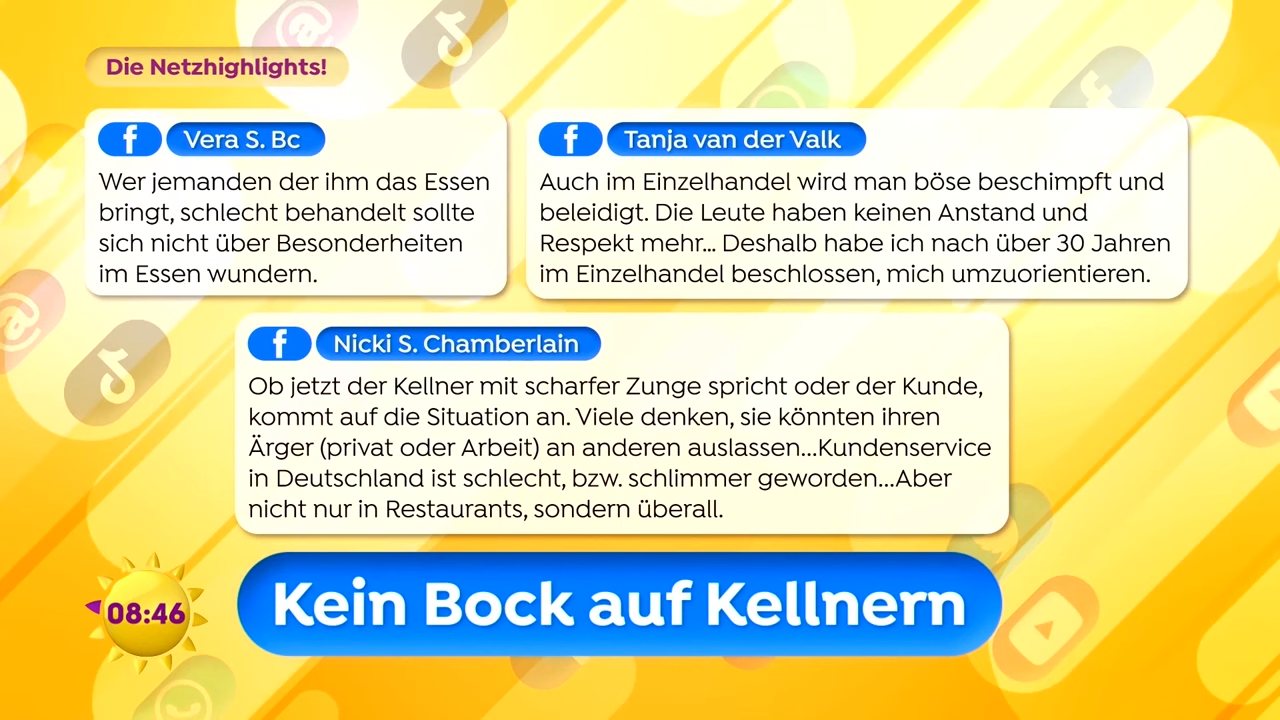 Die Netzhighlights!
Vera S. Bc
Wer jemanden der ihm das Essen
bringt, schlecht behandelt sollte
sich nicht über Besonderheiten
im Essen wundern.
Tanja van der Valk
Auch im Einzelhandel wird man böse beschimpft und
beleidigt. Die Leute haben keinen Anstand und
Respekt mehr... Deshalb habe ich nach über 30 Jahren
im Einzelhandel beschlossen, mich umzuorientieren.
Nicki S. Chamberlain
Ob jetzt der Kellner mit scharfer Zunge spricht oder der Kunde,
kommt auf die Situation an. Viele denken, sie könnten ihren
Ärger (privat oder Arbeit) an anderen auslassen...Kundenservice
in Deutschland ist schlecht, bzw. schlimmer geworden...Aber
nicht nur in Restaurants, sondern überall.
08:46
Kein Bock auf Kellnern